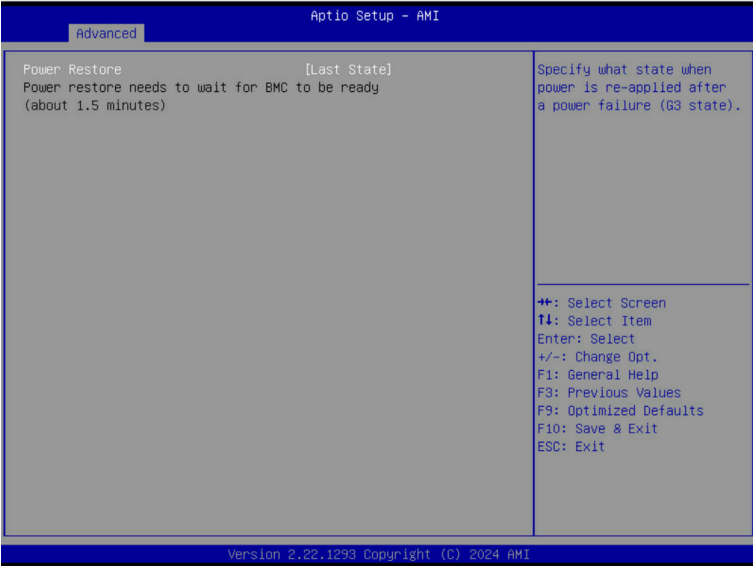 Aptio Setup – AMI
Advanced
Power Restore [Last State]
Power restore needs to wait for BMC to be ready
(about 1.5 minutes)
Specify what state when
power is re-applied after
a power failure (G3 state).
→←: Select Screen
↑↓: Select Item
Enter: Select
+/-: Change Opt.
F1: General Help
F3: Previous Values
F9: Optimized Defaults
F10: Save & Exit
ESC: Exit
Version 2.22.1293 Copyright (C) 2024 AMI